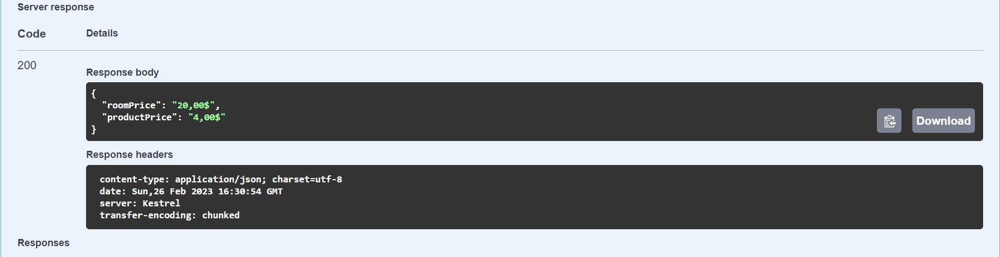 Server response
Code Details
200
Response body
{
"roomPrice": "20,00$",
"productPrice": "4,00$"
}
Download
Response headers
content-type: application/json; charset=utf-8
date: Sun,26 Feb 2023 16:30:54 GMT
server: Kestrel
transfer-encoding: chunked
Responses